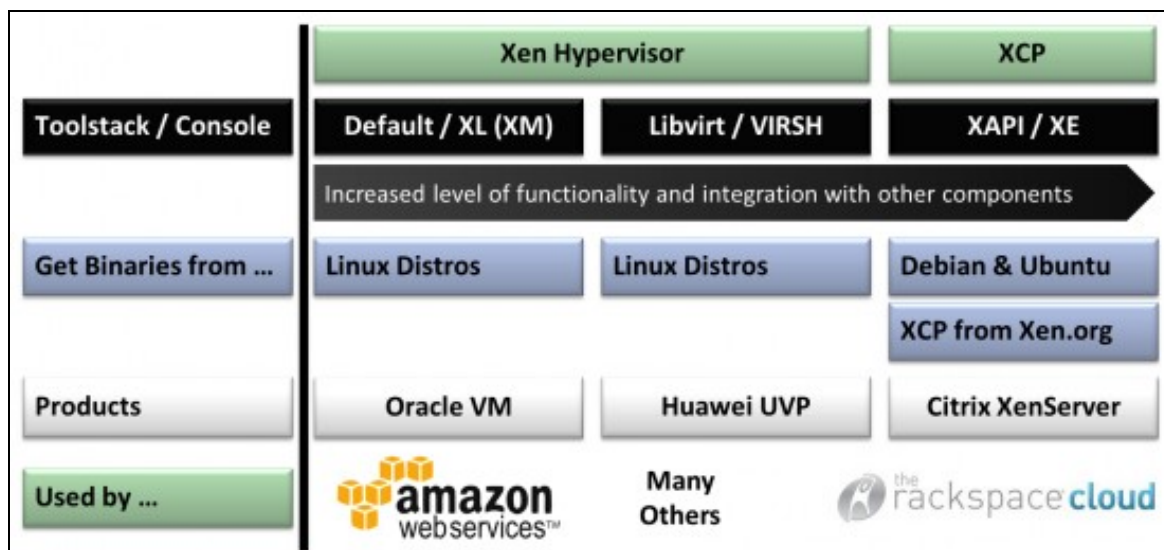 Xen Hypervisor XCP
Toolstack / Console Default / XL (XM) Libvirt / VIRSH XAPI / XE
Increased level of functionality and integration with other components
Get Binaries from ... Linux Distros Linux Distros Debian & Ubuntu
XCP from Xen.org
Products Oracle VM Huawei UVP Citrix XenServer
Used by ... amazon webservices™ Many Others the rackspace® cloud